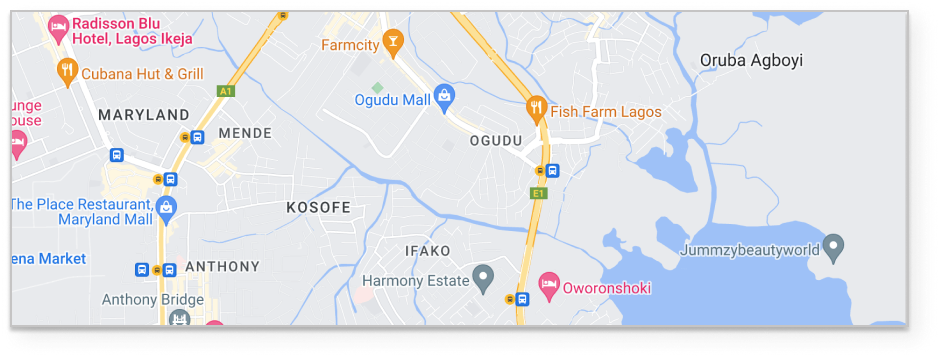 Radisson Blu
Hotel, Lagos Ikeja
Farmcity
Oruba Agboyi
Cubana Hut & Grill
A1
Ogudu Mall
unge
ouse
MARYLAND
Fish Farm Lagos
MENDE
OGUDU
E1
The Place Restaurant,
Maryland Mall
KOSOFE
IFAKO
Jummzybeautyworld
ena Market
ANTHONY
Harmony Estate
Oworonshoki
Anthony Bridge